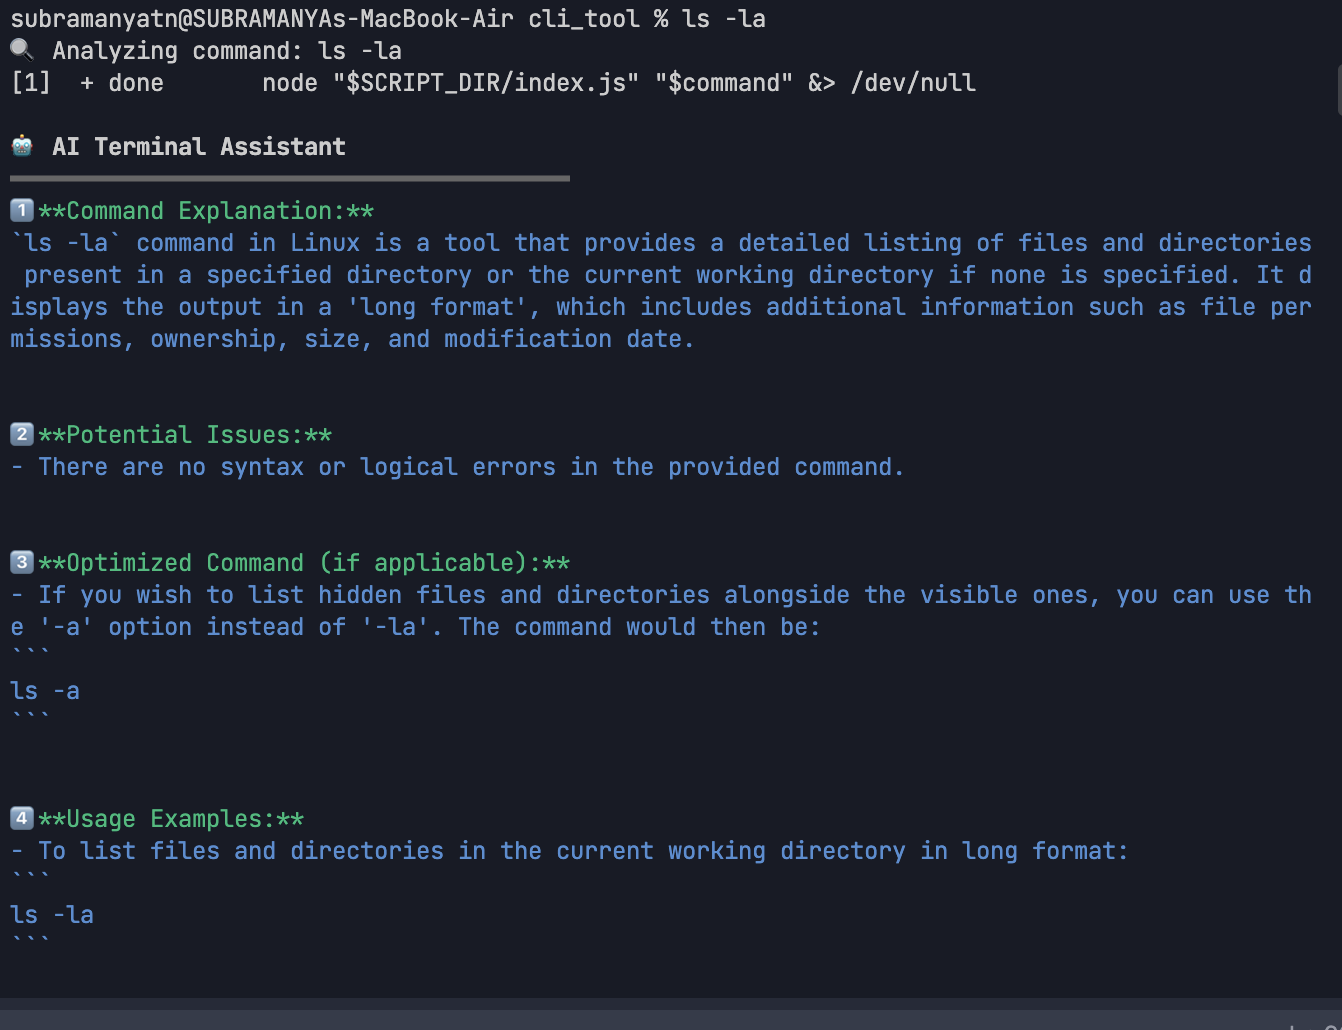 subramanyatn@SUBRAMANYAs-MacBook-Air cli_tool % ls -la
🔍 Analyzing command: ls -la
[1]  + done       node "$SCRIPT_DIR/index.js" "$command" &> /dev/null
🤖 AI Terminal Assistant
1️⃣ **Command Explanation:**
`ls -la` command in Linux is a tool that provides a detailed listing of files and directories
 present in a specified directory or the current working directory if none is specified. It d
isplays the output in a 'long format', which includes additional information such as file per
missions, ownership, size, and modification date.
2️⃣ **Potential Issues:**
- There are no syntax or logical errors in the provided command.
3️⃣ **Optimized Command (if applicable):**
- If you wish to list hidden files and directories alongside the visible ones, you can use th
e '-a' option instead of '-la'. The command would then be:
```
ls -a
```
4️⃣ **Usage Examples:**
- To list files and directories in the current working directory in long format:
```
ls -la
```